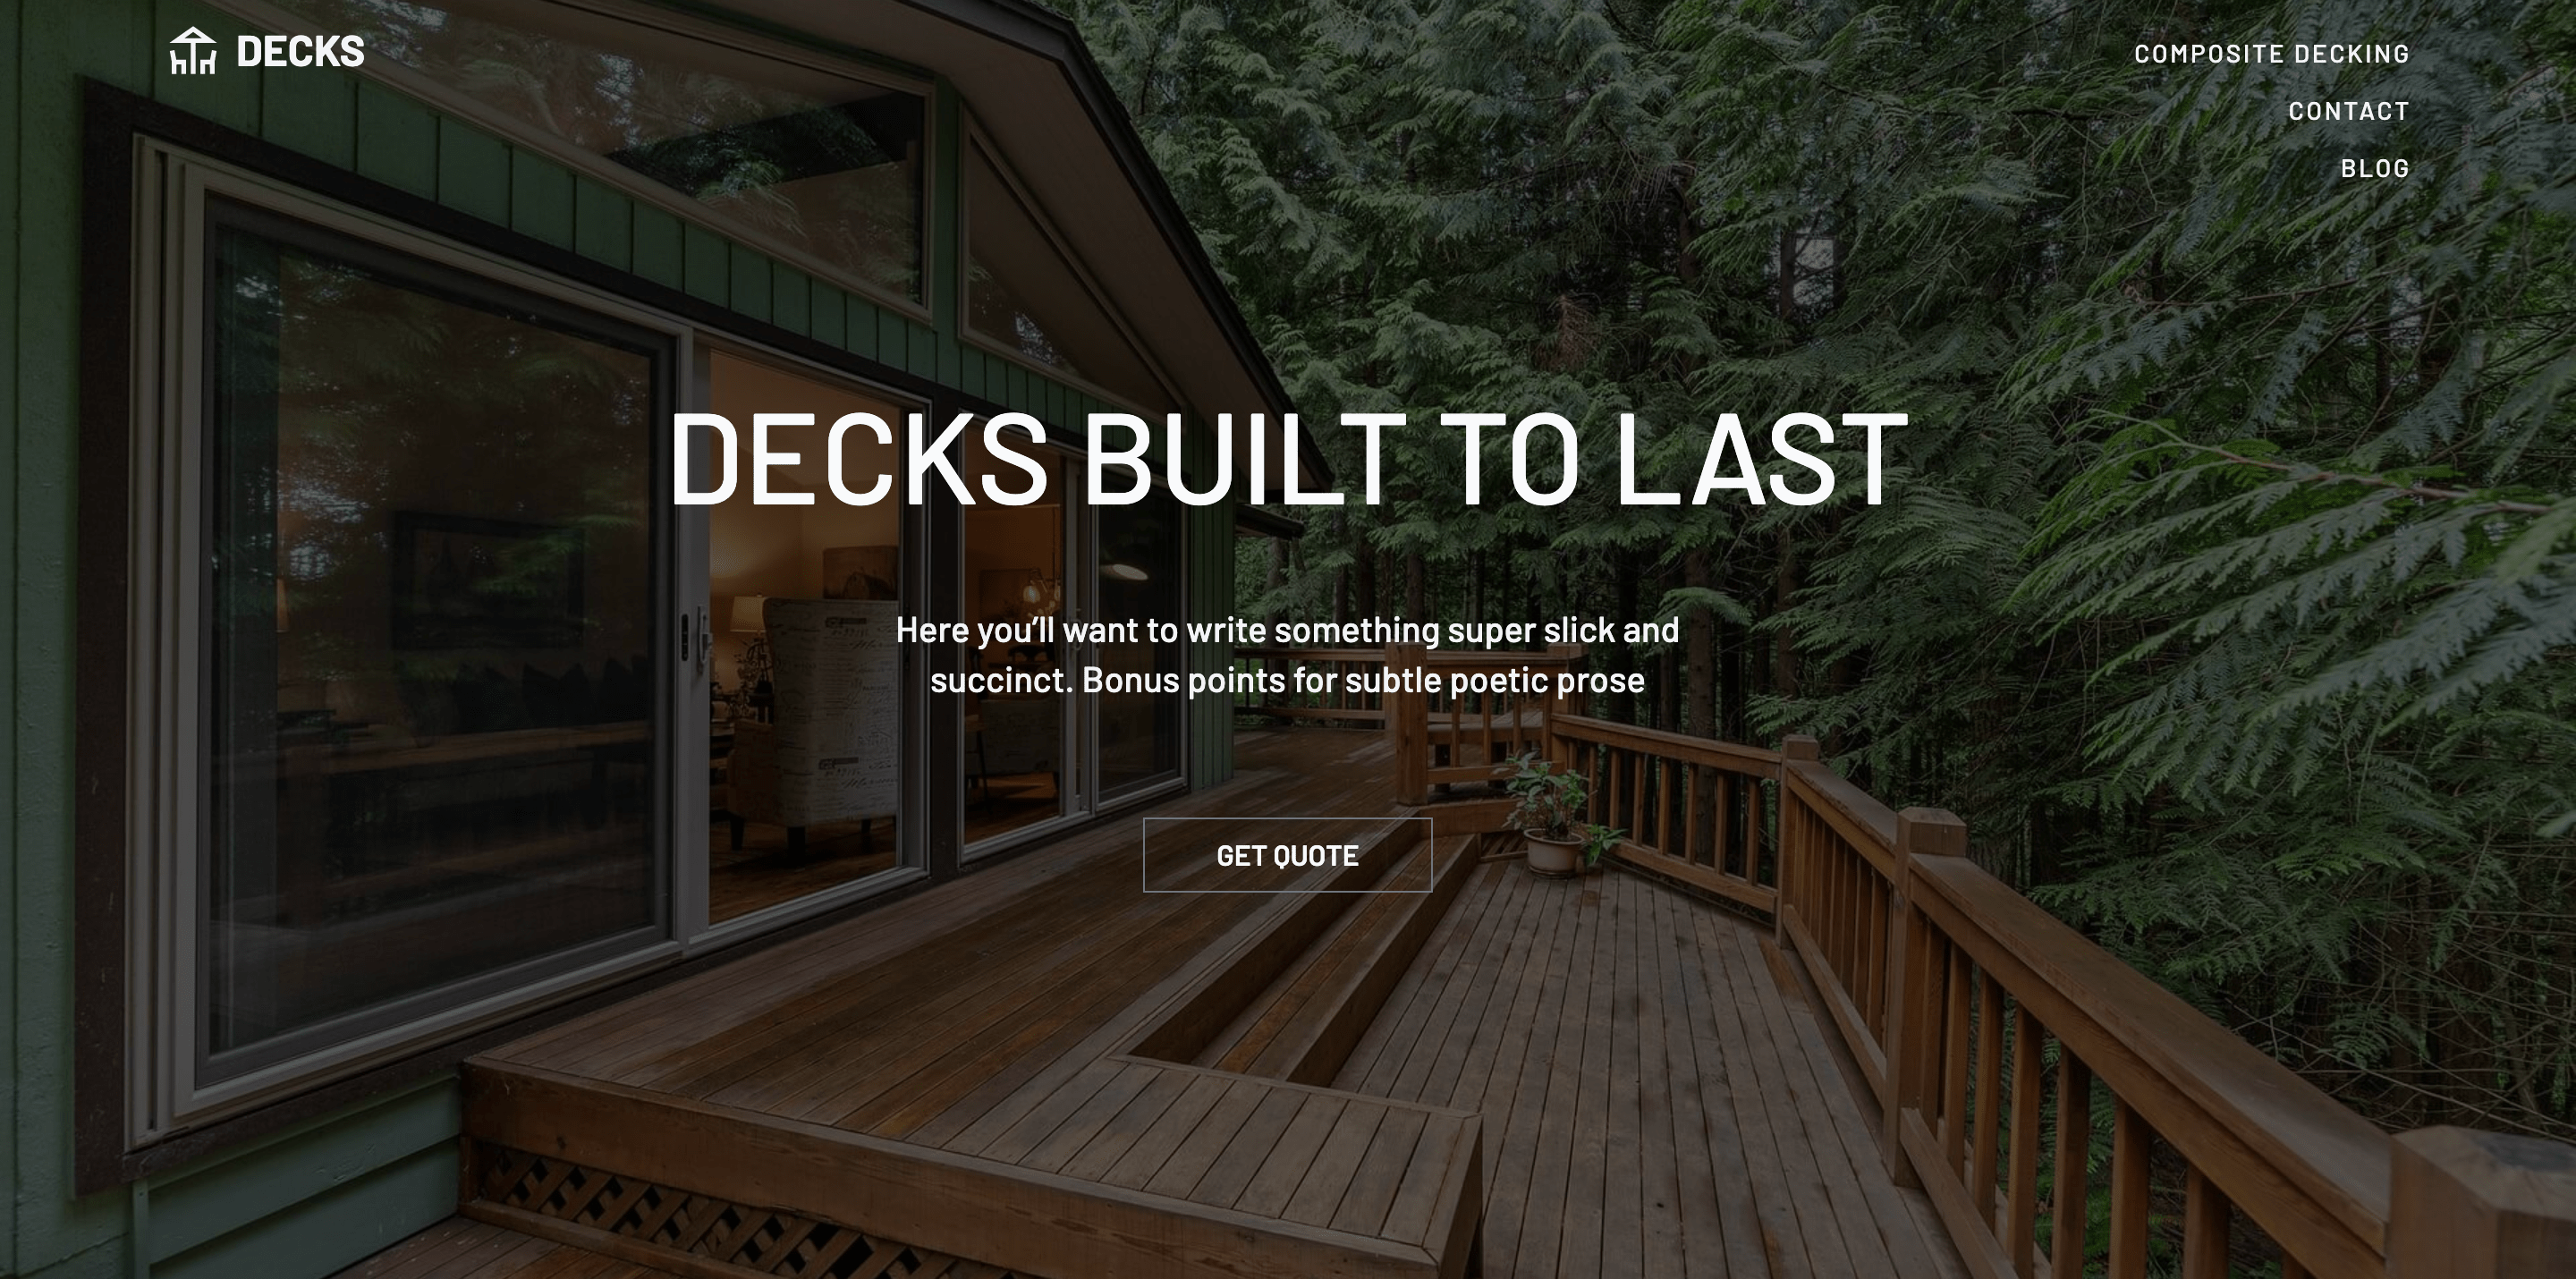 DECKS
COMPOSITE DECKING
CONTACT
BLOG
DECKS BUILT TO LAST
Here you’ll want to write something super slick and
succinct. Bonus points for subtle poetic prose
GET QUOTE